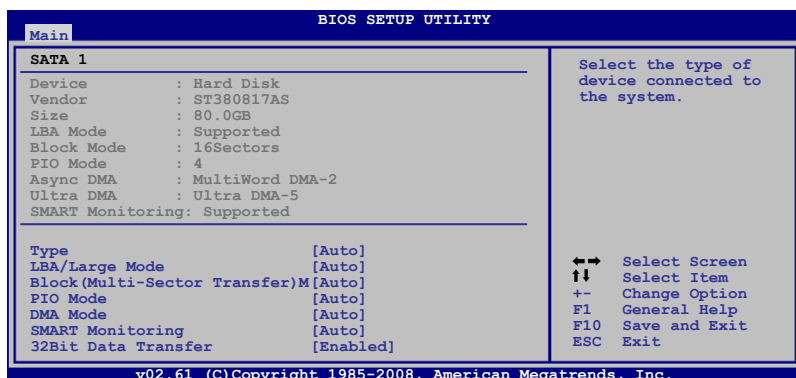 BIOS SETUP UTILITY
Main
SATA 1
Device : Hard Disk
Vendor : ST380817AS
Size : 80.0GB
LBA Mode : Supported
Block Mode : 16Sectors
PIO Mode : 4
Async DMA : MultiWord DMA-2
Ultra DMA : Ultra DMA-5
SMART Monitoring: Supported
Type [Auto]
LBA/Large Mode [Auto]
Block(Multi-Sector Transfer)M[Auto]
PIO Mode [Auto]
DMA Mode [Auto]
SMART Monitoring [Auto]
32Bit Data Transfer [Enabled]
Select the type of
device connected to
the system.
←→ Select Screen
↑↓ Select Item
+- Change Option
F1 General Help
F10 Save and Exit
ESC Exit
v02.61 (C)Copyright 1985-2008, American Megatrends, Inc.